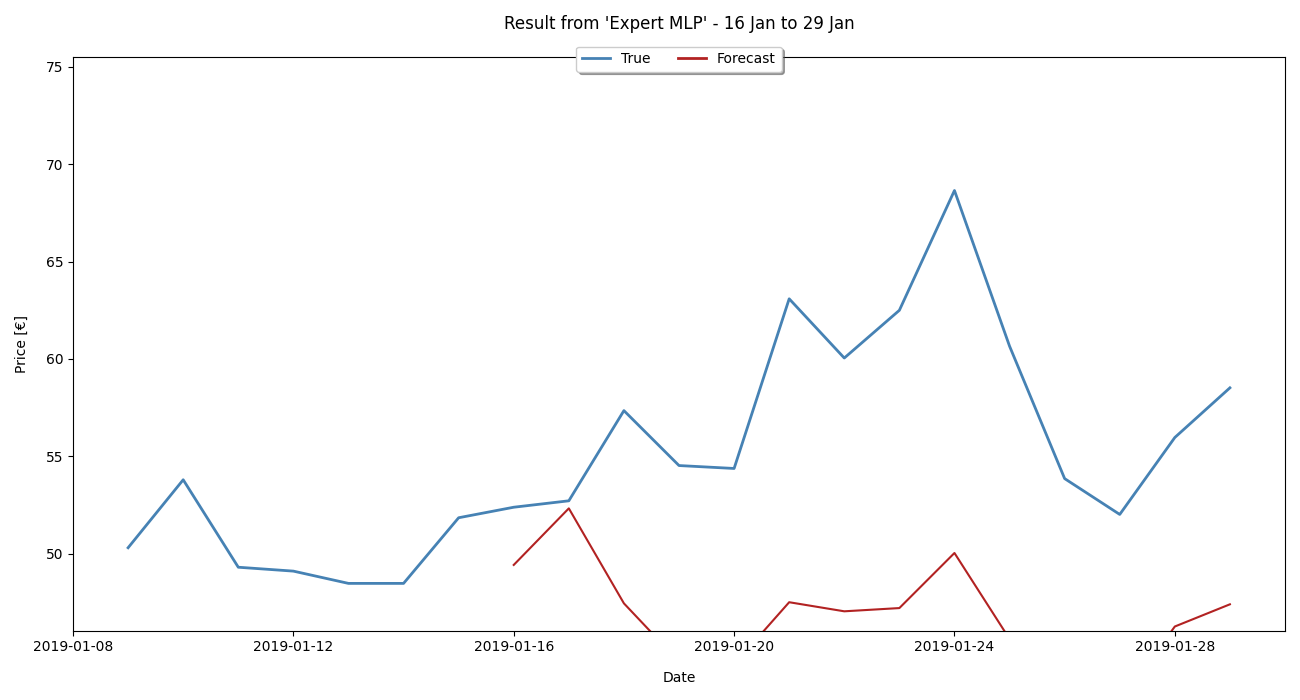 Result from 'Expert MLP' - 16 Jan to 29 Jan
True Forecast
75
70
65
60
55
50
Price [€]
2019-01-08 2019-01-12 2019-01-16 2019-01-20 2019-01-24 2019-01-28
Date